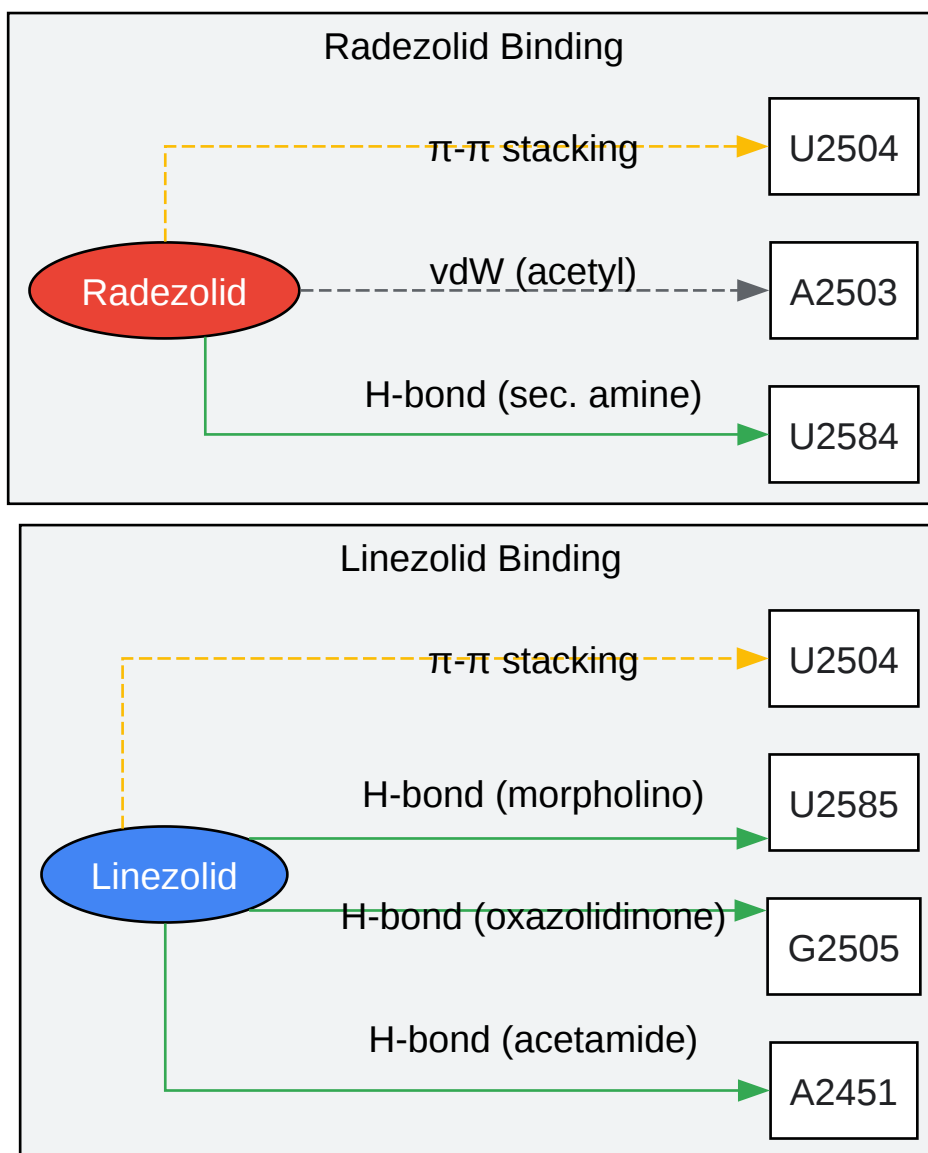 Radezolid Binding
π-π stacking
U2504
Radezolid
vdW (acetyl)
A2503
H-bond (sec. amine)
U2584
Linezolid Binding
π-π stacking
U2504
H-bond (morpholino)
U2585
Linezolid
H-bond (oxazolidinone)
G2505
H-bond (acetamide)
A2451